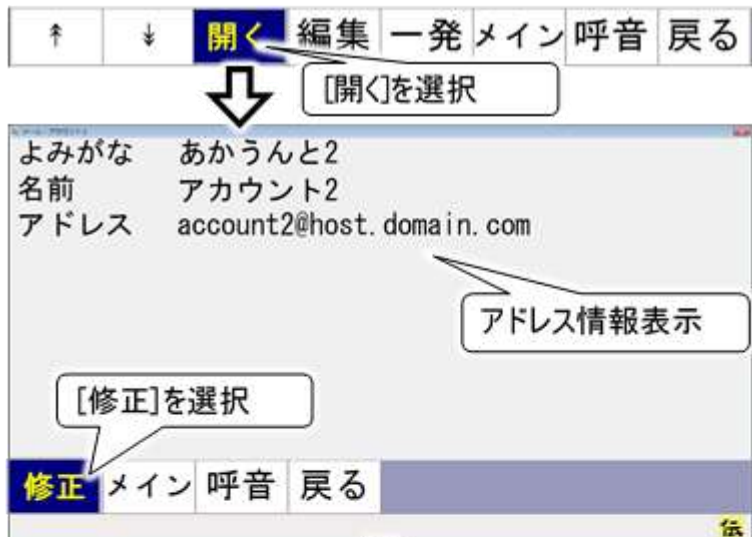 ↟ ↡ 開く 編集 一発 メイン 呼音 戻る
[開く]を選択
よみがな あかうんと2
名前 アカウント2
アドレス account2@host.domain.com
アドレス情報表示
[修正]を選択
修正 メイン 呼音 戻る
伝